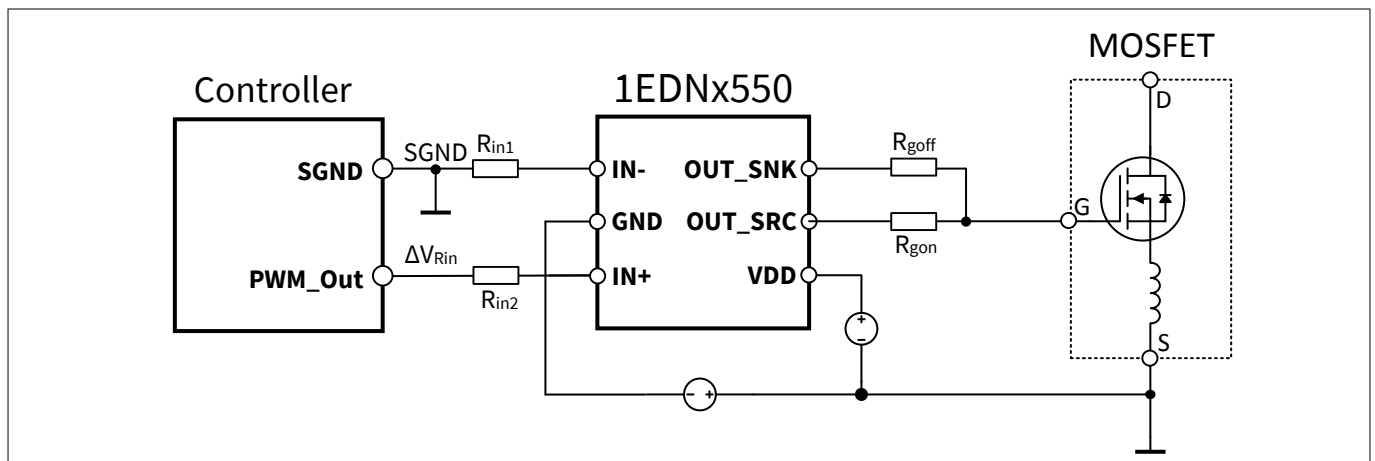 MOSFET
Controller
1EDNx550
D
SGND
SGND
Rin1
IN-
OUT_SNK
Rgoff
GND
OUT_SRC
Rgon
G
PWM_Out
ΔVRin
Rin2
IN+
VDD
+
−
S
− +